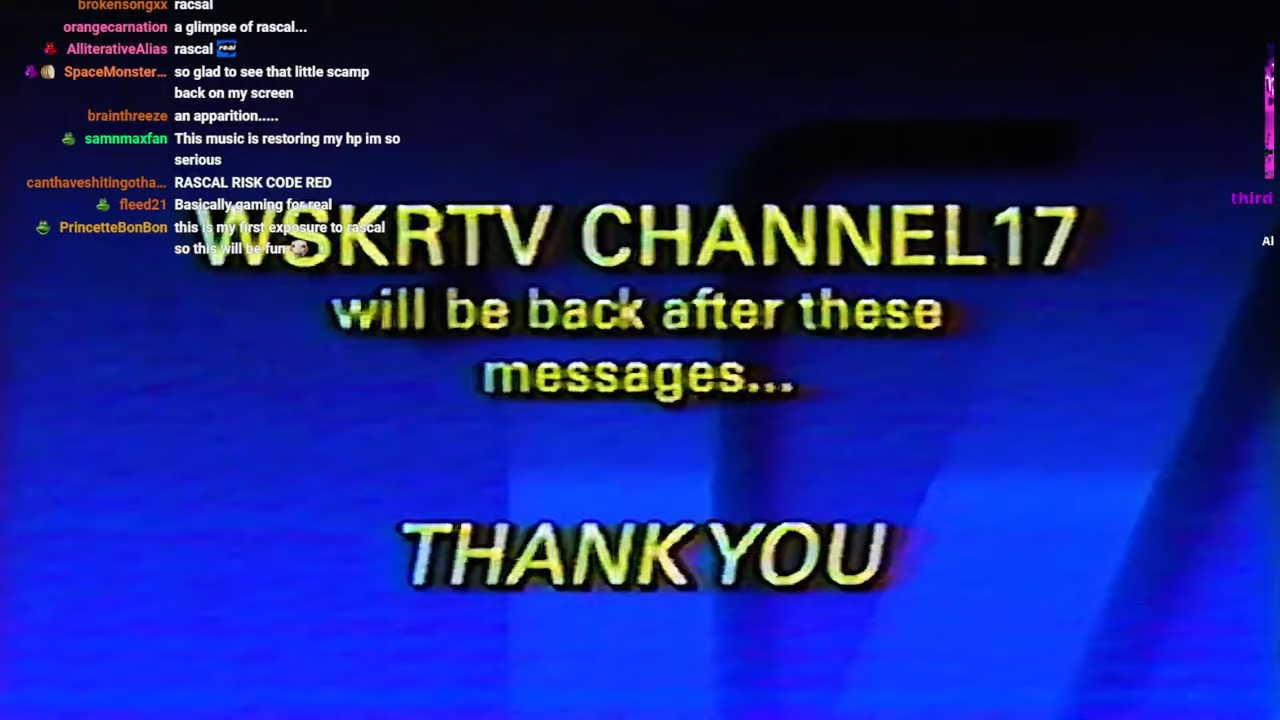 brokensongxx racsal
orangecarnation a glimpse of rascal...
AlliterativeAlias rascal real
SpaceMonster... so glad to see that little scamp
back on my screen
brainthreeze an apparition.....
samnmaxfan This music is restoring my hp im so
serious
canthaveshitingotha... RASCAL RISK CODE RED
fleed21 Basically gaming for real
PrincetteBonBon this is my first exposure to rascal
so this will be fun
third
Al
WSKRTV CHANNEL17
will be back after these
messages...
THANK YOU